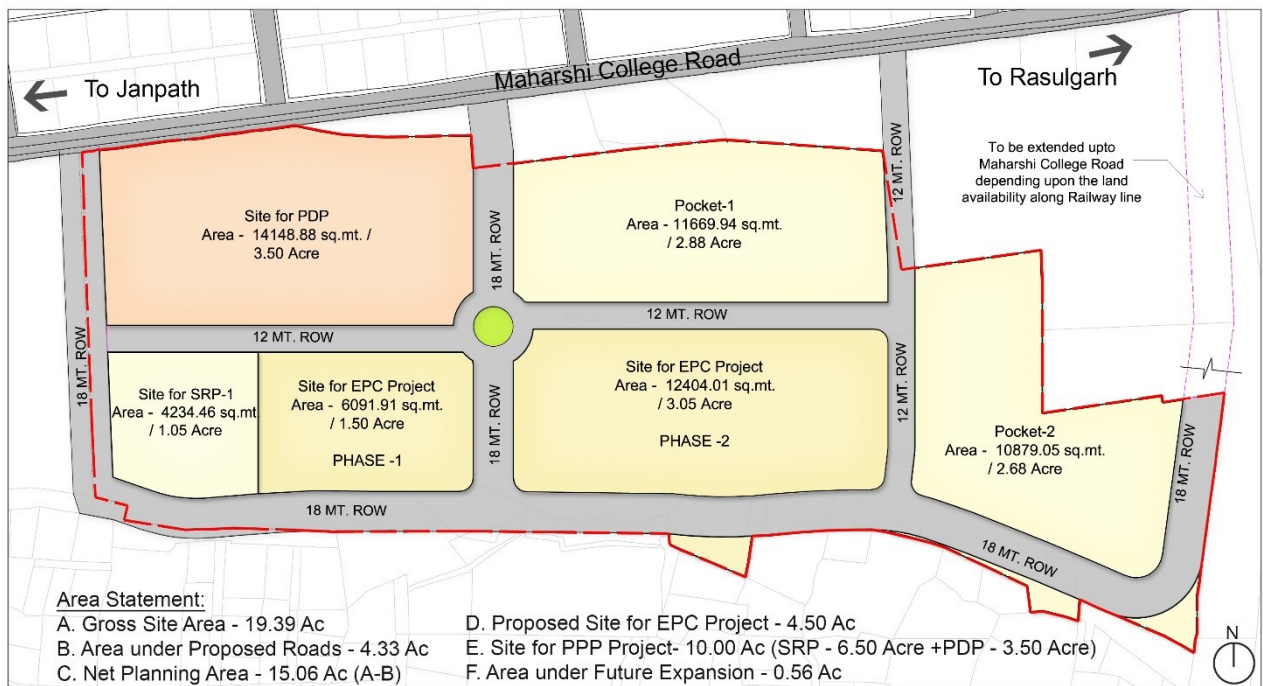 Maharshi College Road
To Janpath
To Rasulgarh
To be extended upto
Maharshi College Road
depending upon the land
availability along Railway line
12 MT. ROW
Site for PDP
Area - 14148.88 sq.mt. /
3.50 Acre
18 MT. ROW
Pocket-1
Area - 11669.94 sq.mt.
/ 2.88 Acre
12 MT. ROW
12 MT. ROW
18 MT. ROW
Site for SRP-1
Area - 4234.46 sq.mt
/ 1.05 Acre
Site for EPC Project
Area - 6091.91 sq.mt.
/ 1.50 Acre
PHASE -1
18 MT. ROW
Site for EPC Project
Area - 12404.01 sq.mt.
/ 3.05 Acre
PHASE -2
12 MT. ROW
Pocket-2
Area - 10879.05 sq.mt.
/ 2.68 Acre
18 MT. ROW
18 MT. ROW
18 MT. ROW
Area Statement:
A. Gross Site Area - 19.39 Ac
B. Area under Proposed Roads - 4.33 Ac
C. Net Planning Area - 15.06 Ac (A-B)
D. Proposed Site for EPC Project - 4.50 Ac
E. Site for PPP Project- 10.00 Ac (SRP - 6.50 Acre +PDP - 3.50 Acre)
F. Area under Future Expansion - 0.56 Ac
N